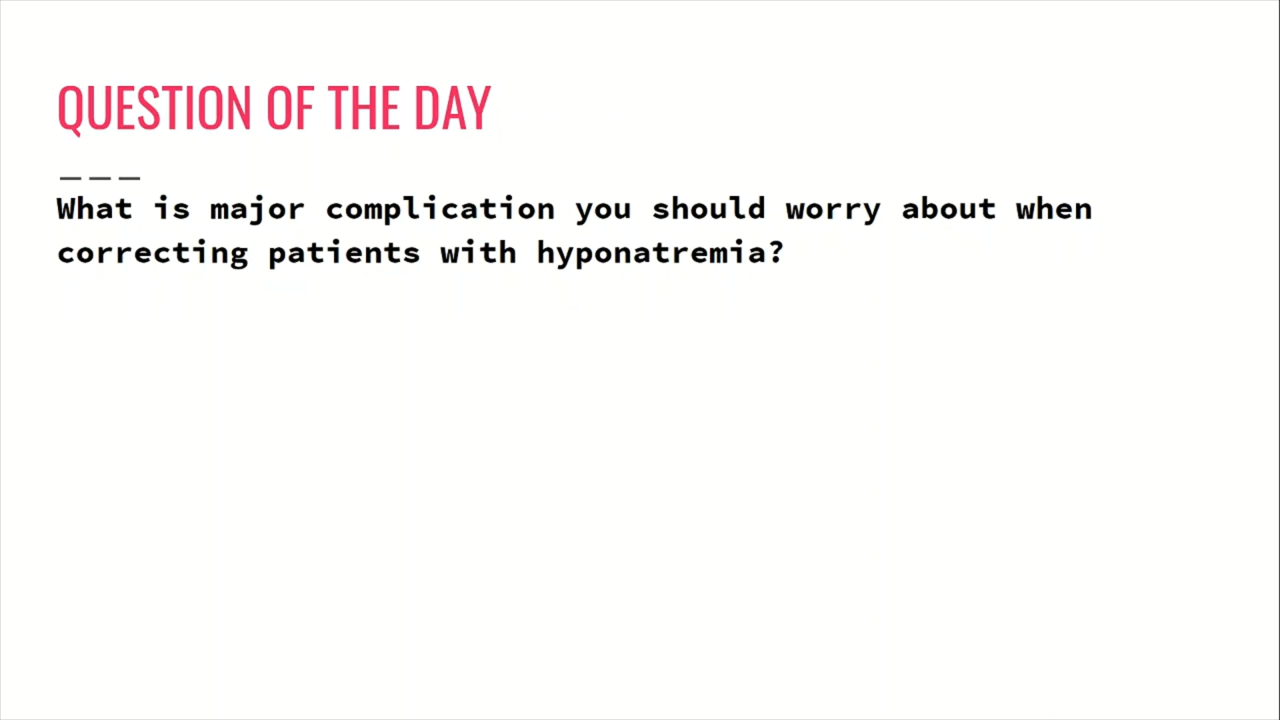 QUESTION OF THE DAY
What is major complication you should worry about when
correcting patients with hyponatremia?